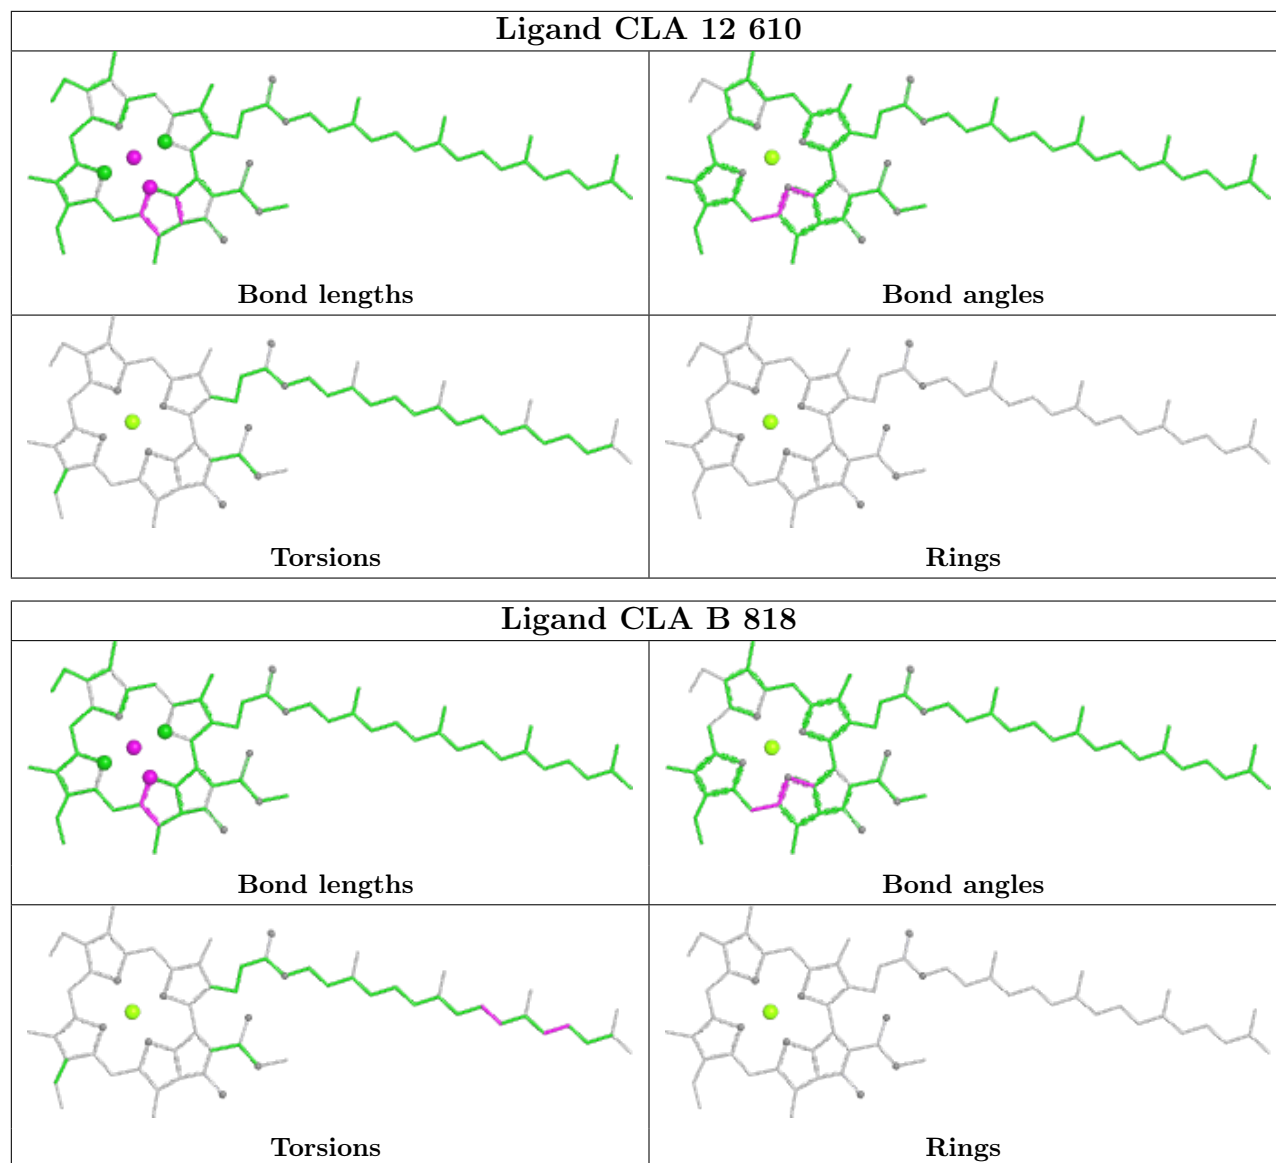 Ligand CLA 12 610
Bond lengths
Bond angles
Torsions
Rings
Ligand CLA B 818
Bond lengths
Bond angles
Torsions
Rings